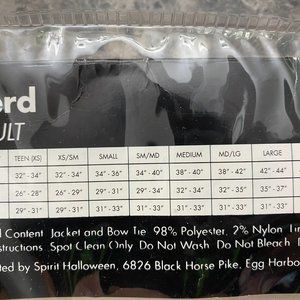 erd
ULT
TEEN (XS) XS/SM SMALL SM/MD MEDIUM MD/LG LARGE
32" - 34" 32" - 34" 34" - 36" 34" - 40" 38" - 40" 38" - 42" 42" - 44"
26" - 28" 26" - 29" 29" - 31" 29" - 34" 32" - 34" 32" - 35" 35" - 37"
29" - 31" 29" - 31" 31" - 33" 31" - 33" 31" - 33" 31" - 33" 31" - 33"
Content Jacket and Bow Tie 98% Polyester, 2% Nylon
structions Spot Clean Only Do Not Wash Do Not Bleach
ted by Spirit Halloween, 6826 Black Horse Pike, Egg Harbo